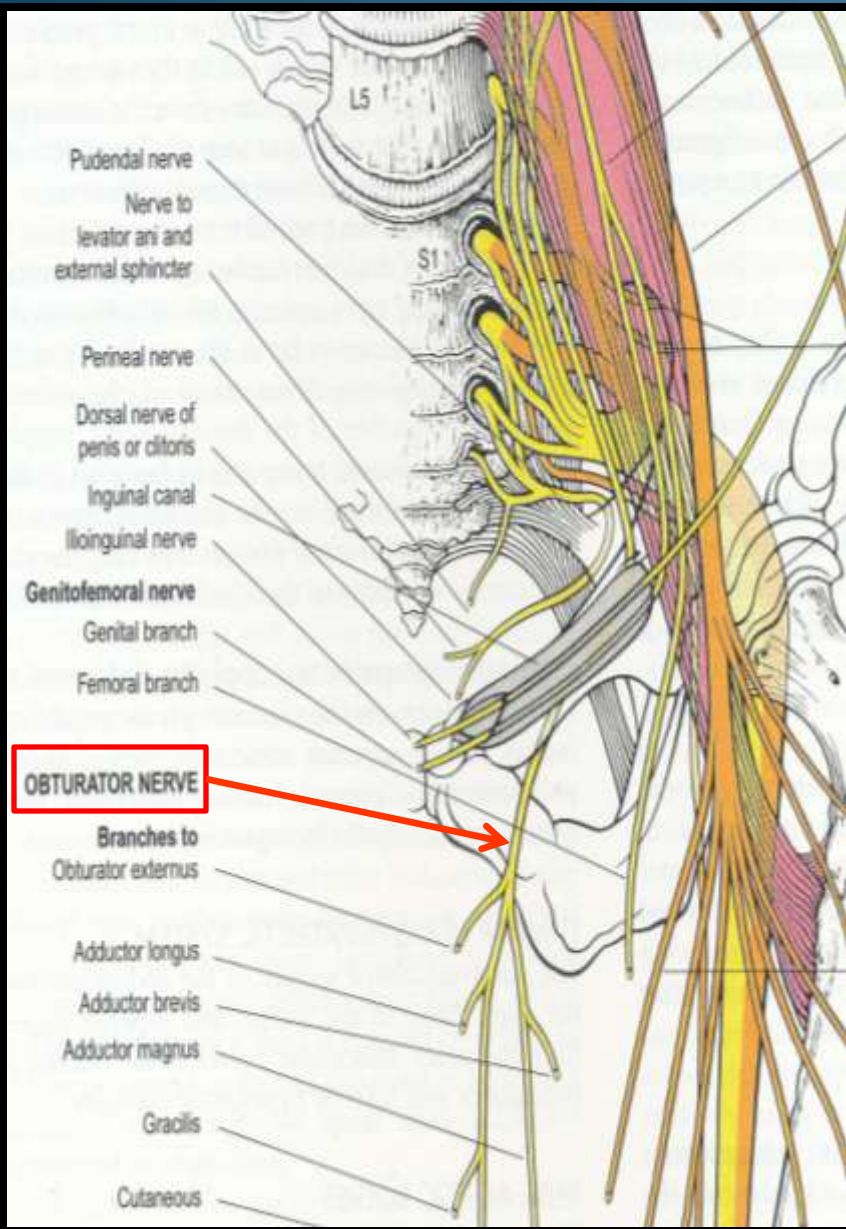 L5
Pudendal nerve
Nerve to
levator ani and
external sphincter
S1
Perineal nerve
Dorsal nerve of
penis or clitoris
Inguinal canal
Ilioinguinal nerve
Genitofemoral nerve
Genital branch
Femoral branch
OBTURATOR NERVE
Branches to
Obturator externus
Adductor longus
Adductor brevis
Adductor magnus
Gracilis
Cutaneous